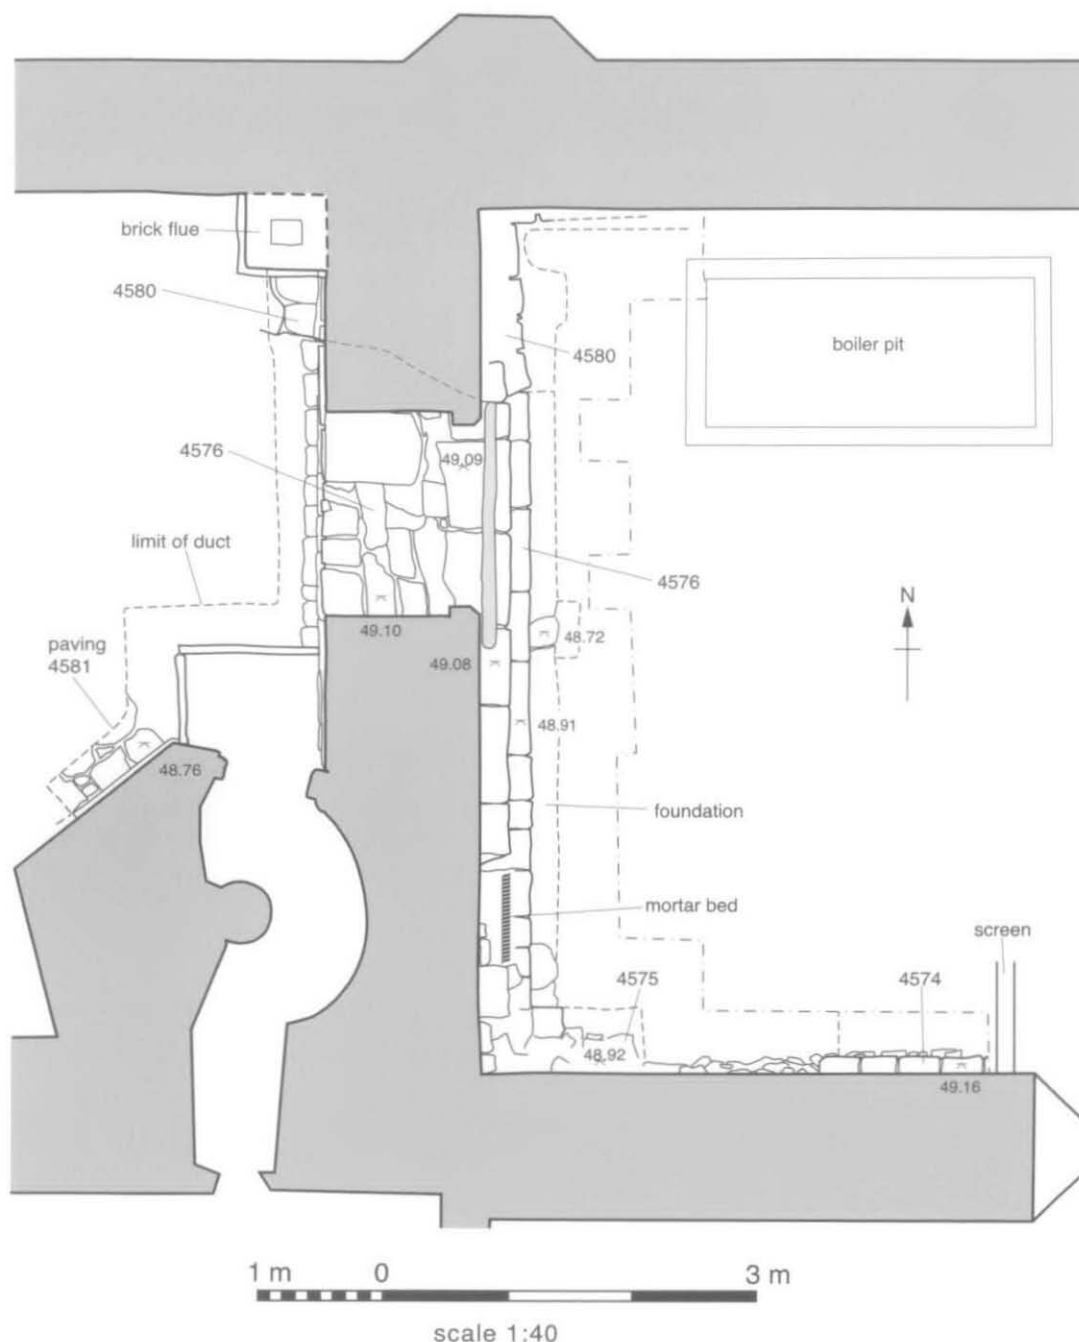 brick flue
4580
4580
boiler pit
4576
49.09
limit of duct
4576
N
49.10
48.72
paving
4581
49.08
48.91
48.76
foundation
mortar bed
screen
4575
4574
48.92
49.16
1 m 0 3 m
scale 1:40